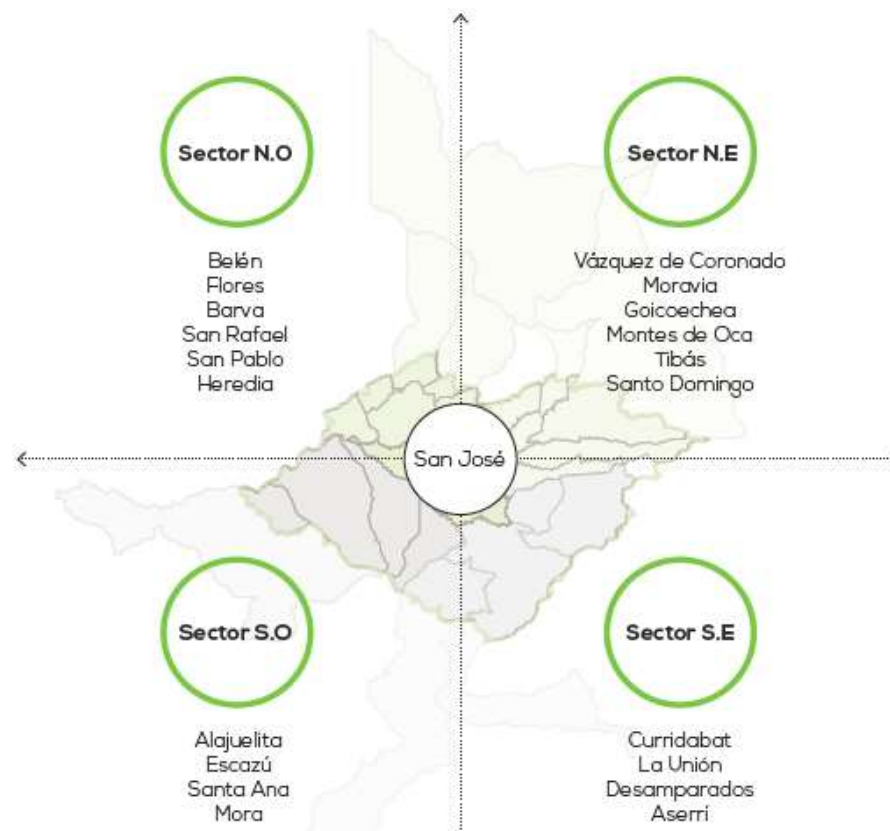 Sector N.O
Belén
Flores
Barva
San Rafael
San Pablo
Heredia
Sector N.E
Vázquez de Coronado
Moravia
Goicoechea
Montes de Oca
Tibás
Santo Domingo
San José
Sector S.O
Alajuelita
Escazú
Santa Ana
Mora
Sector S.E
Curridabat
La Unión
Desamparados
Aserrí